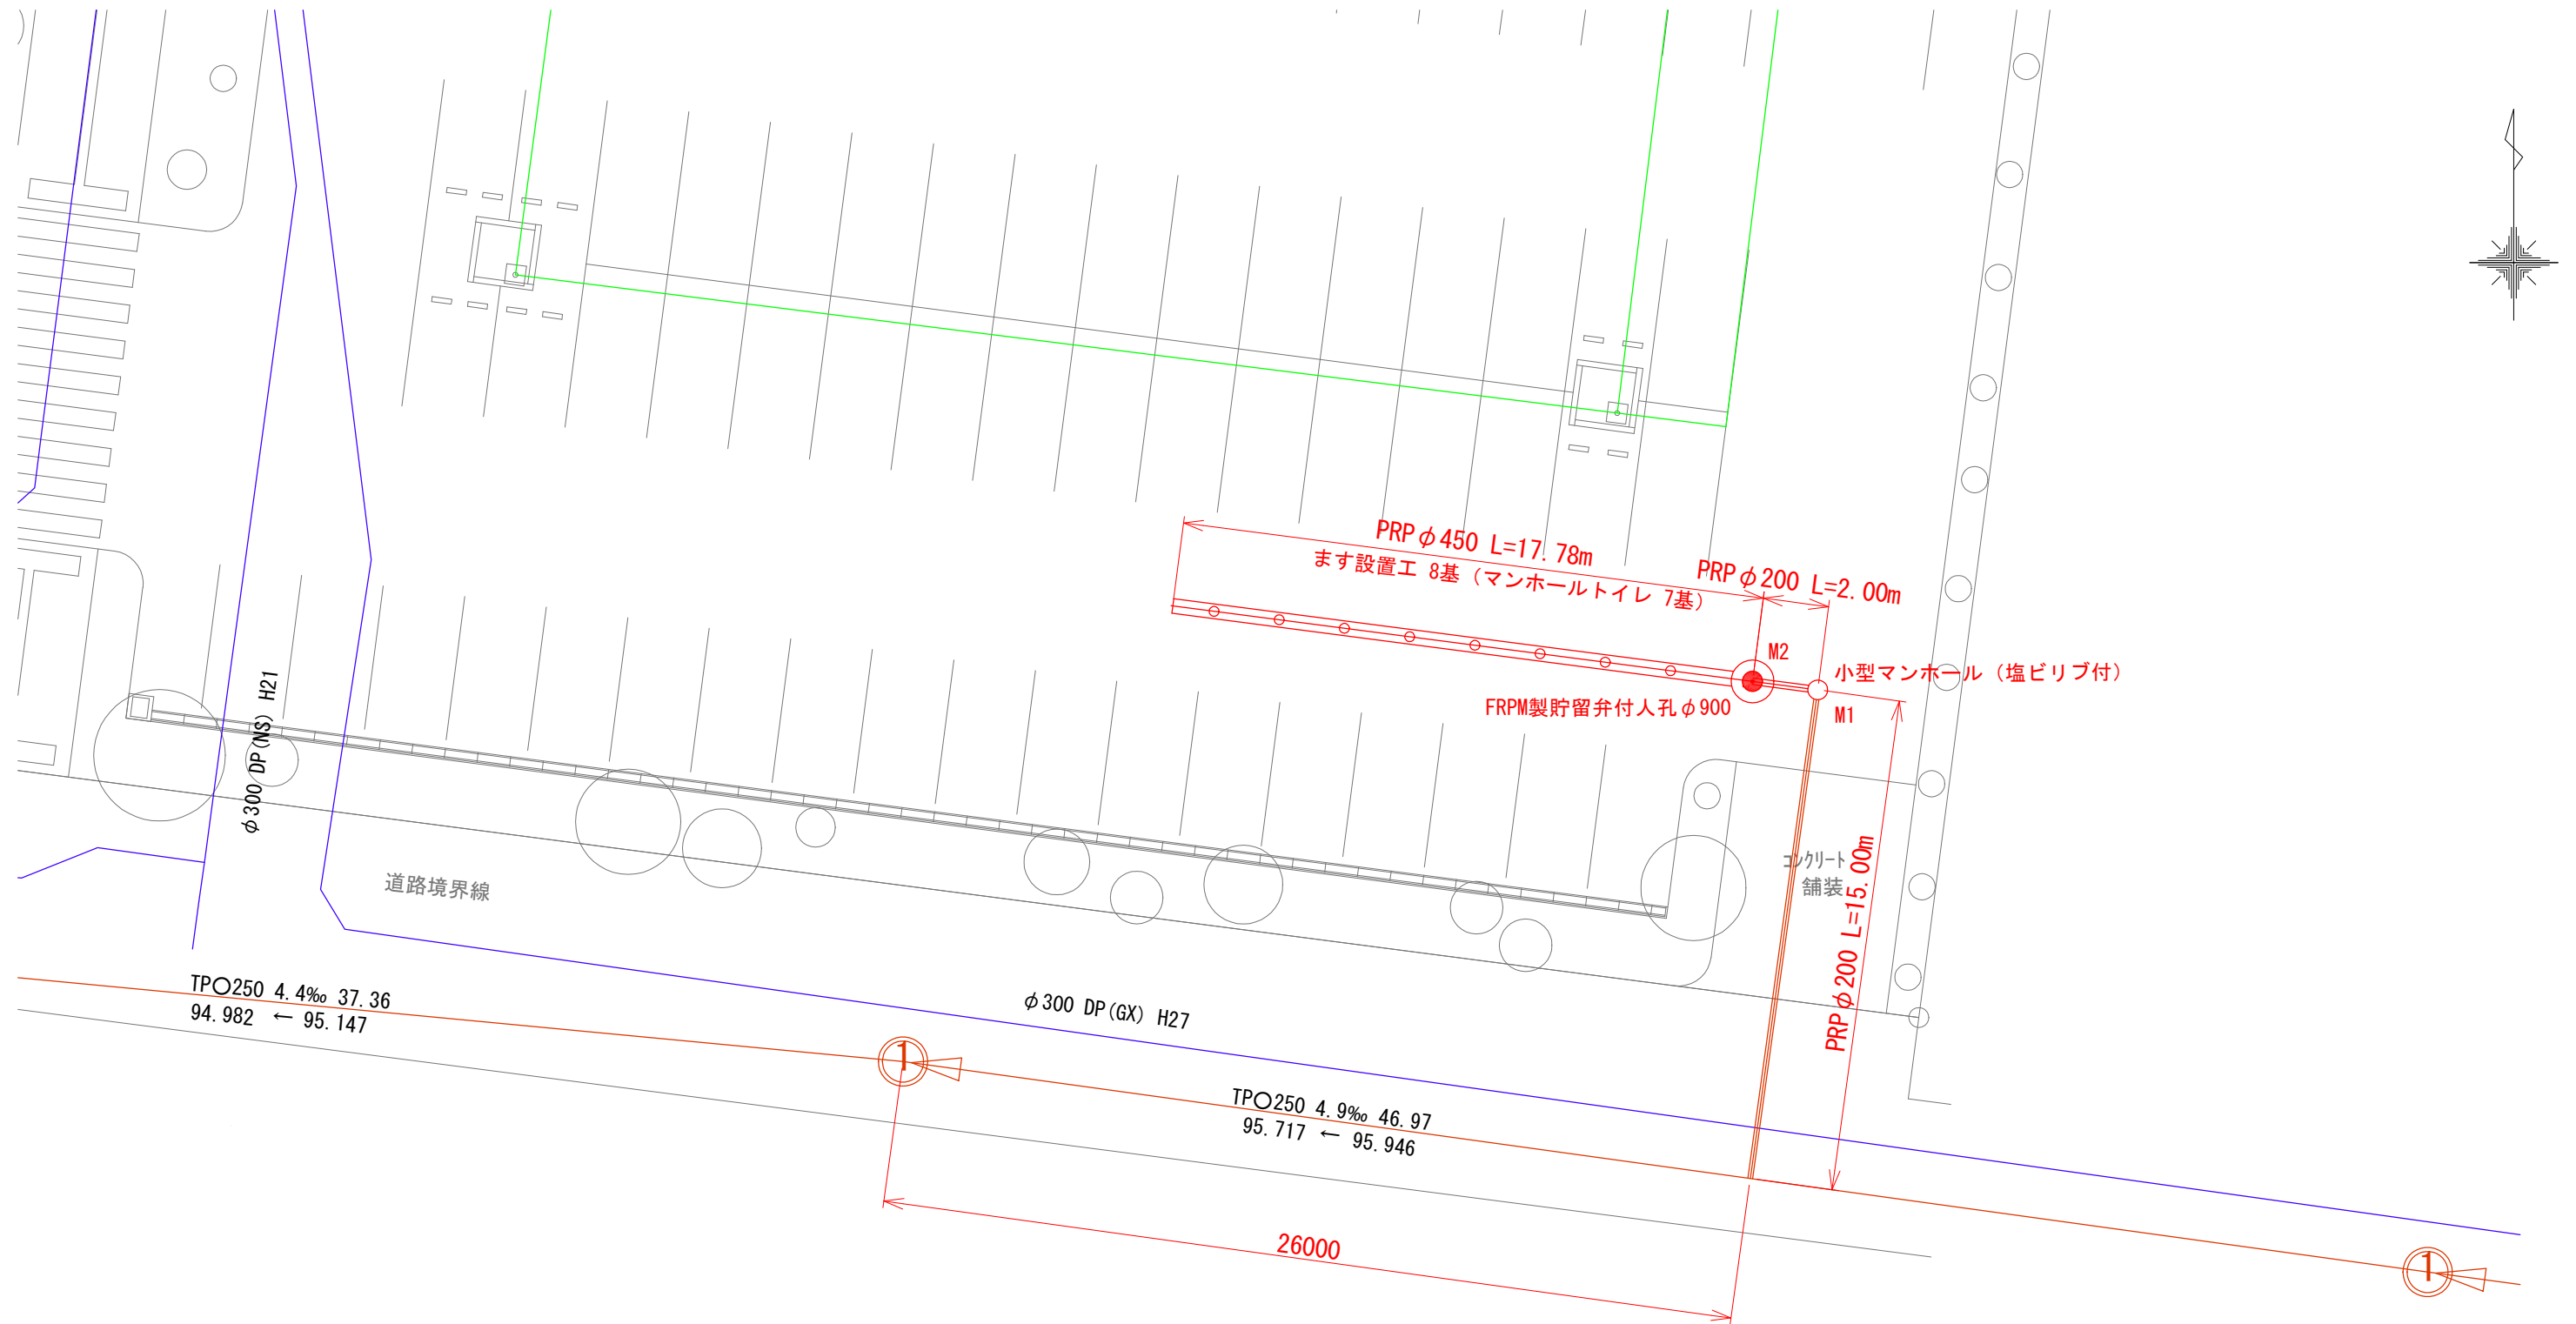 PRPφ450 L=17.78m
ます設置工 8基（マンホールトイレ 7基）
PRPφ200 L=2.00m
M2
小型マンホール（塩ビリブ付）
FRPM製貯留弁付人孔φ900
M1
φ300 DP(NS) H21
コンクリート
舗装
PRPφ200 L=15.00m
道路境界線
TP○250 4.4‰ 37.36
94.982 ← 95.147
φ300 DP(GX) H27
1
TP○250 4.9‰ 46.97
95.717 ← 95.946
26000
1